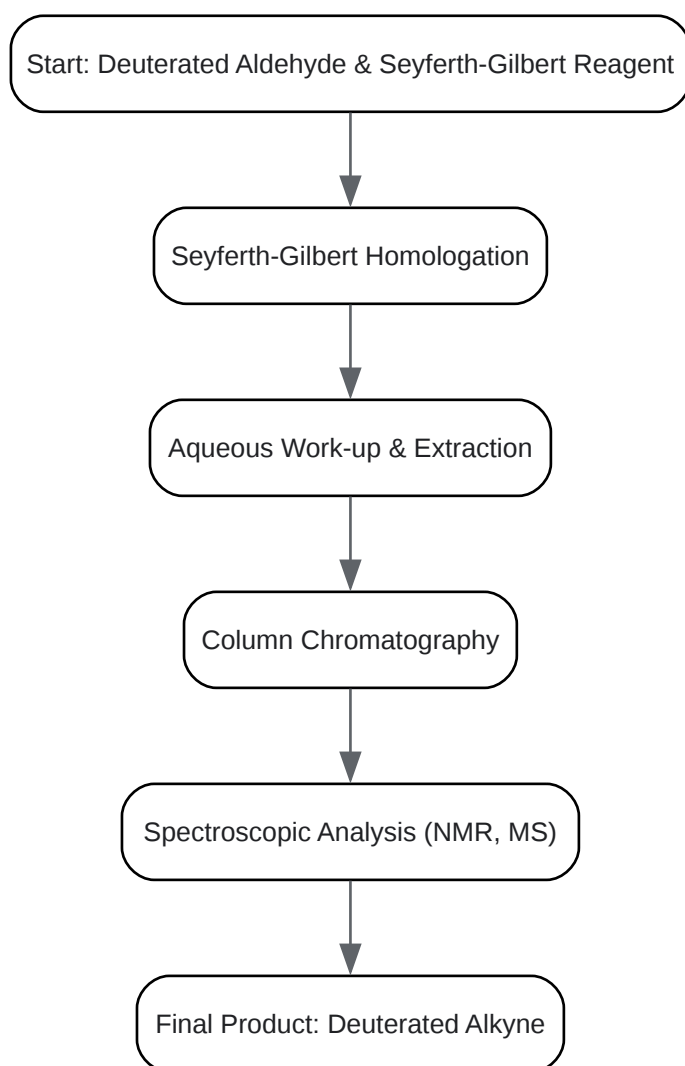 Start: Deuterated Aldehyde & Seyferth-Gilbert Reagent
Seyferth-Gilbert Homologation
Aqueous Work-up & Extraction
Column Chromatography
Spectroscopic Analysis (NMR, MS)
Final Product: Deuterated Alkyne